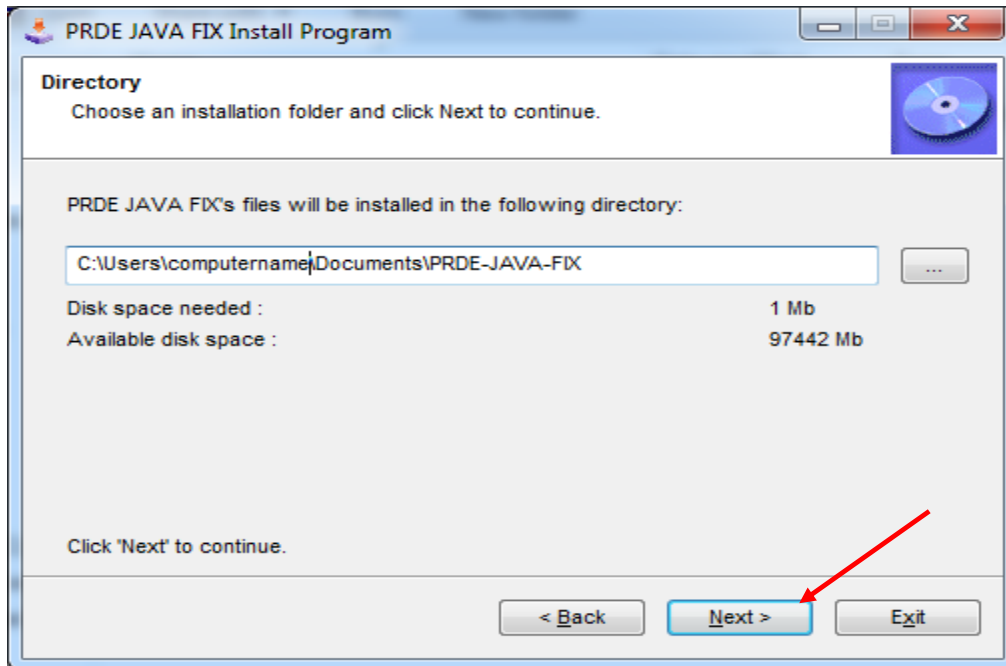 PRDE JAVA FIX Install Program
Directory
Choose an installation folder and click Next to continue.
PRDE JAVA FIX's files will be installed in the following directory:
C:\Users\computername\Documents\PRDE-JAVA-FIX
...
Disk space needed : 1 Mb
Available disk space : 97442 Mb
Click 'Next' to continue.
< Back Next > Exit